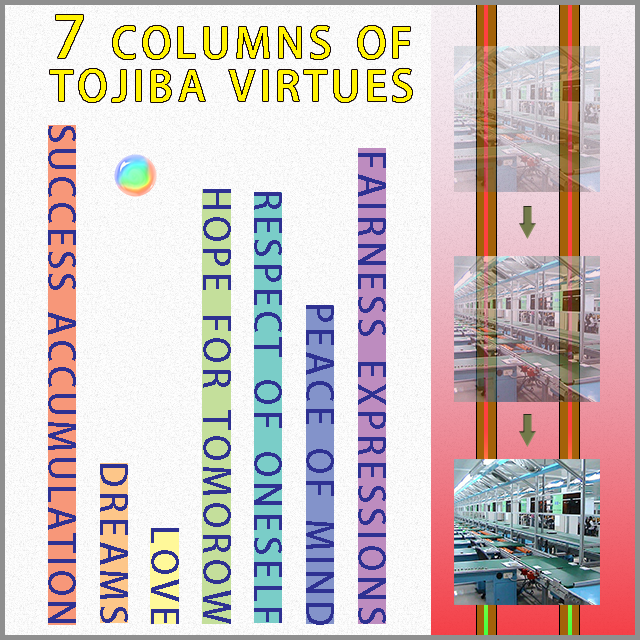 7 COLUMNS OF
TOJIBA VIRTUES
SUCCESS ACCUMULATION
DREAMS
LOVE
HOPE FOR TOMOROW
RESPECT OF ONESELF
PEACE OF MIND
FAIRNESS EXPRESSIONS